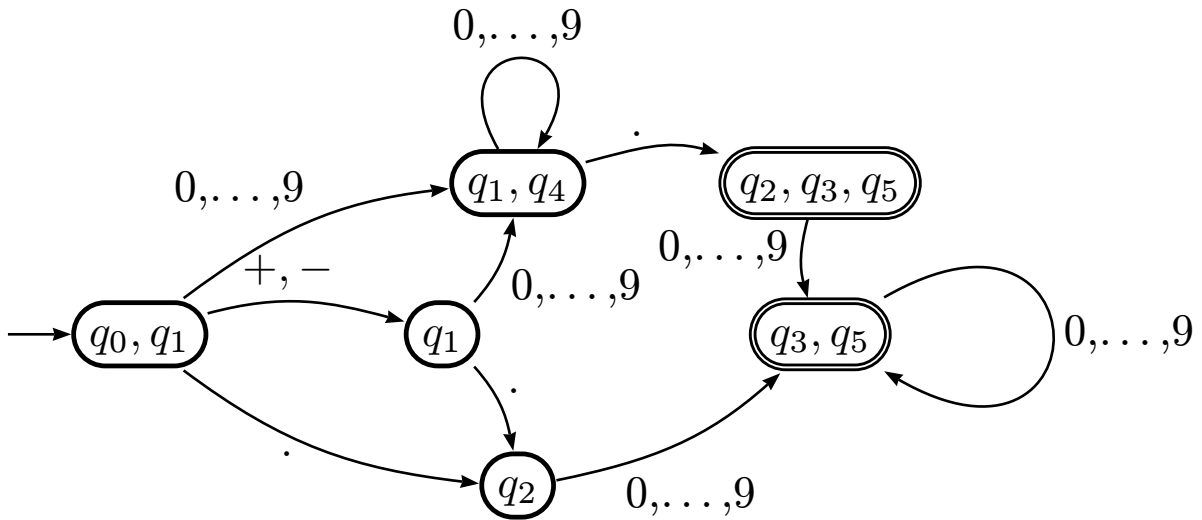 0,...,9
.
q1, q4
q2, q3, q5
0,...,9
0,...,9
+, −
0,...,9
q0, q1
q1
q3, q5
0,...,9
.
.
q2
0,...,9